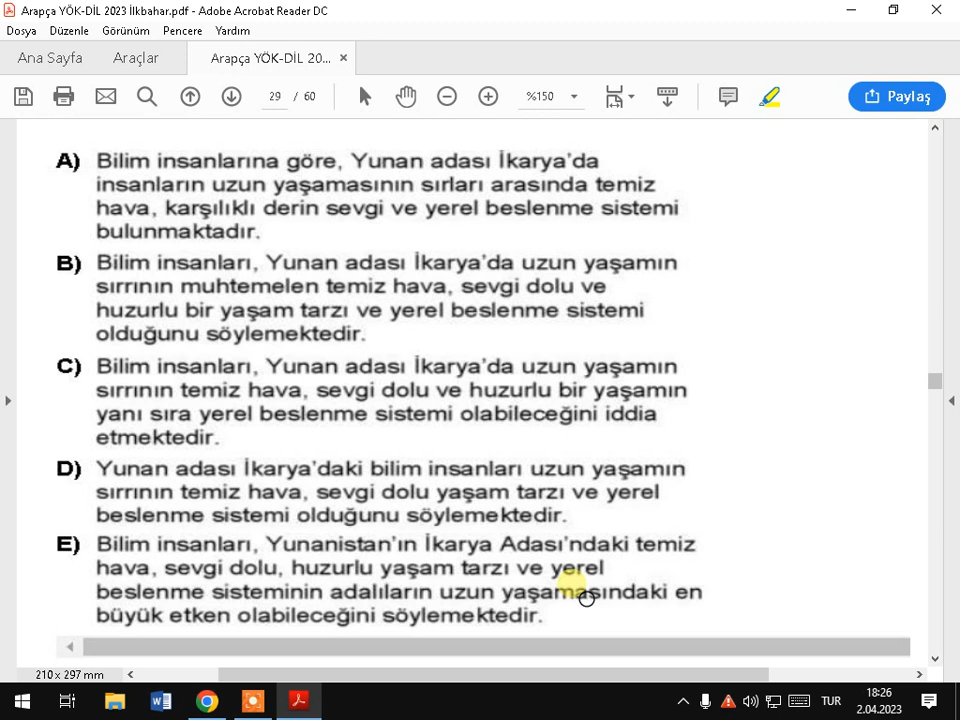 Arapça YÖK-DİL 2023 İlkbahar.pdf - Adobe Acrobat Reader DC
Dosya Düzenle Görünüm Pencere Yardım
Ana Sayfa Araçlar Arapça YÖK-DİL 20... ×
29 / 60 %150 Paylaş
A) Bilim insanlarına göre, Yunan adası İkarya'da
insanların uzun yaşamasının sırları arasında temiz
hava, karşılıklı derin sevgi ve yerel beslenme sistemi
bulunmaktadır.
B) Bilim insanları, Yunan adası İkarya'da uzun yaşamın
sırrının muhtemelen temiz hava, sevgi dolu ve
huzurlu bir yaşam tarzı ve yerel beslenme sistemi
olduğunu söylemektedir.
C) Bilim insanları, Yunan adası İkarya'da uzun yaşamın
sırrının temiz hava, sevgi dolu ve huzurlu bir yaşamın
yanı sıra yerel beslenme sistemi olabileceğini iddia
etmektedir.
D) Yunan adası İkarya'daki bilim insanları uzun yaşamın
sırrının temiz hava, sevgi dolu yaşam tarzı ve yerel
beslenme sistemi olduğunu söylemektedir.
E) Bilim insanları, Yunanistan'ın İkarya Adası'ndaki temiz
hava, sevgi dolu, huzurlu yaşam tarzı ve yerel
beslenme sisteminin adalıların uzun yaşamasındaki en
büyük etken olabileceğini söylemektedir.
210 x 297 mm
TUR 18:26
2.04.2023